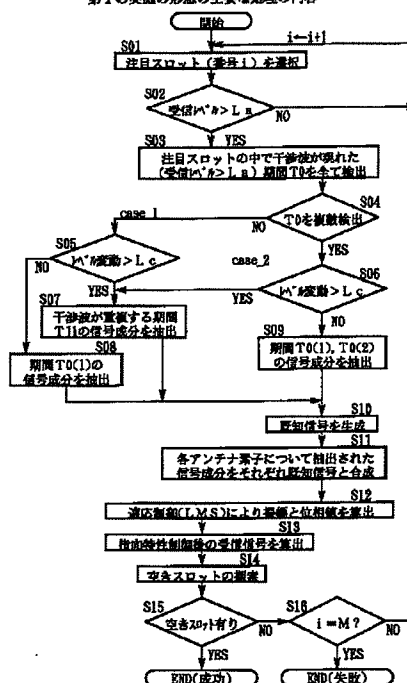 第１の実施の形態の主要な処理の内容
開始
i←i+1
S01
注目スロット(番号i)を選択
S02
受信レベル>La
NO
S03
YES
注目スロットの中で干渉波が現れた
(受信レベル>La)期間T0を全て抽出
S04
case_1
NO
T0を複数検出
S05
YES
レベル変動>Lc
case_2
S06
NO
YES
レベル変動>Lc
YES
S07
NO
干渉波が重複する期間
T11の信号成分を抽出
S09
S08
期間T0(1), T0(2)
の信号成分を抽出
期間T0(1)の
信号成分を抽出
S10
既知信号を生成
S11
各アンテナ素子について抽出された
信号成分をそれぞれ既知信号と合成
S12
適応制御(LMS)により振幅と位相値を算出
S13
指向特性制御後の受信信号を算出
S14
空きスロットの捜索
S15
空きスロット有り
NO
S16
i=M?
NO
YES
YES
END(成功)
END(失敗)